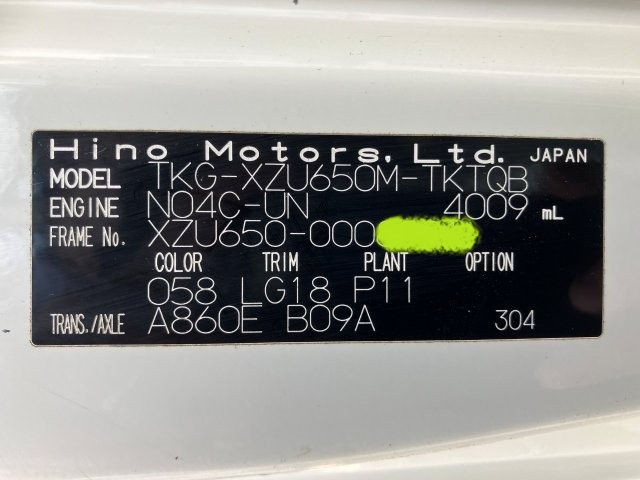 Hino Motors, Ltd. JAPAN
MODEL TKG-XZU650M-TKTQB
ENGINE N04C-UN 4009 mL
FRAME No. XZU650-000
COLOR TRIM PLANT OPTION
058 LG18 P11
TRANS./AXLE A860E B09A 304